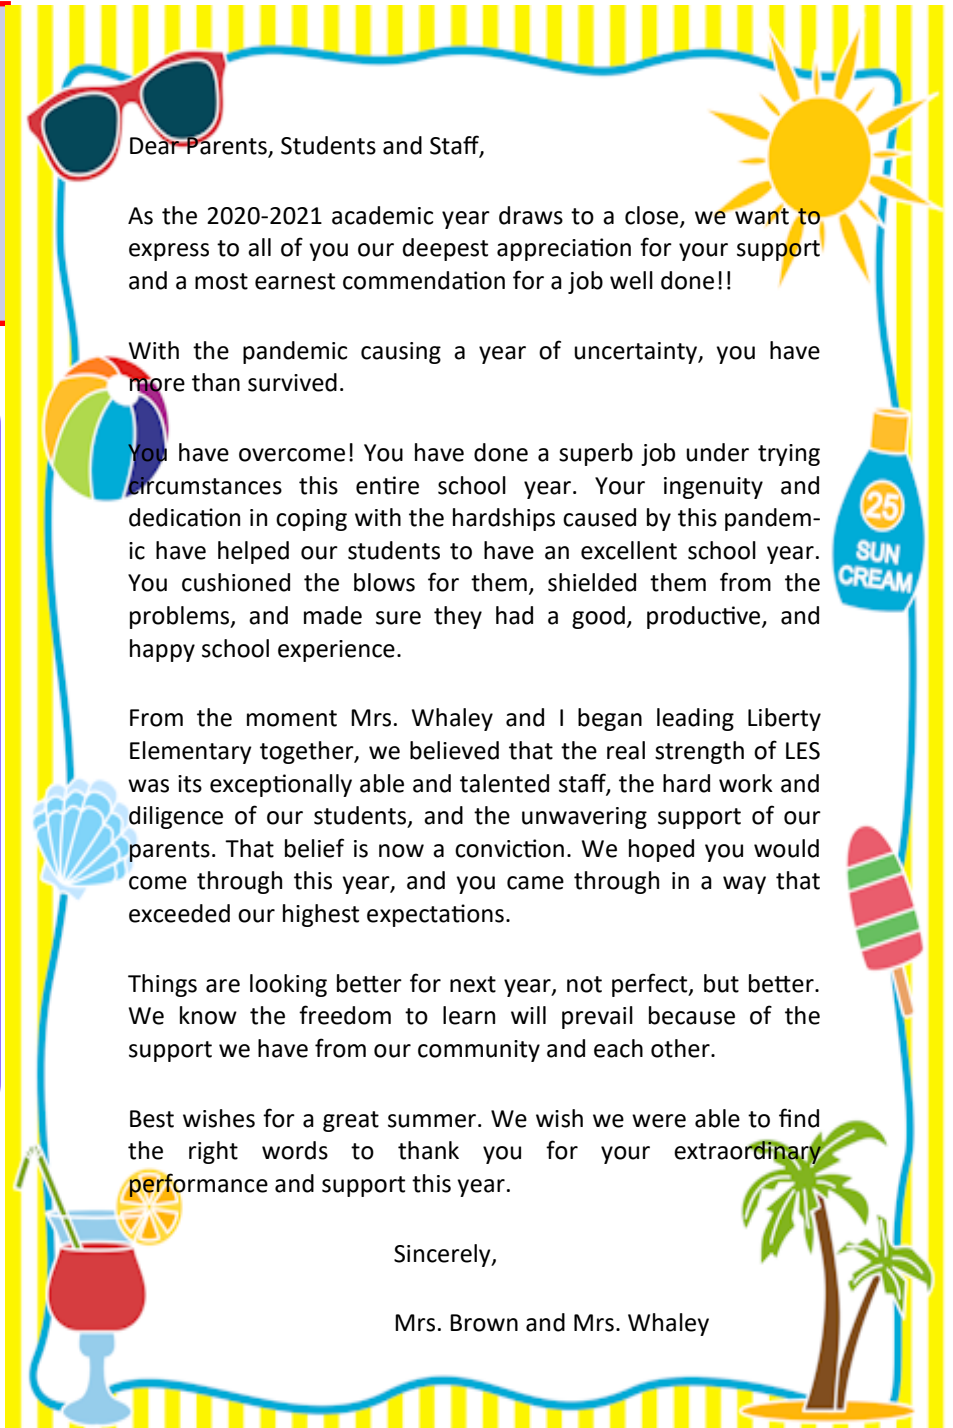 Dear Parents, Students and Staff,
As the 2020-2021 academic year draws to a close, we want to
express to all of you our deepest appreciation for your support
and a most earnest commendation for a job well done!!
With the pandemic causing a year of uncertainty, you have
more than survived.
You have overcome! You have done a superb job under trying
circumstances this entire school year. Your ingenuity and
dedication in coping with the hardships caused by this pandem-
ic have helped our students to have an excellent school year.
You cushioned the blows for them, shielded them from the
problems, and made sure they had a good, productive, and
happy school experience.
25
SUN
CREAM
From the moment Mrs. Whaley and I began leading Liberty
Elementary together, we believed that the real strength of LES
was its exceptionally able and talented staff, the hard work and
diligence of our students, and the unwavering support of our
parents. That belief is now a conviction. We hoped you would
come through this year, and you came through in a way that
exceeded our highest expectations.
Things are looking better for next year, not perfect, but better.
We know the freedom to learn will prevail because of the
support we have from our community and each other.
Best wishes for a great summer. We wish we were able to find
the right words to thank you for your extraordinary
performance and support this year.
Sincerely,
Mrs. Brown and Mrs. Whaley